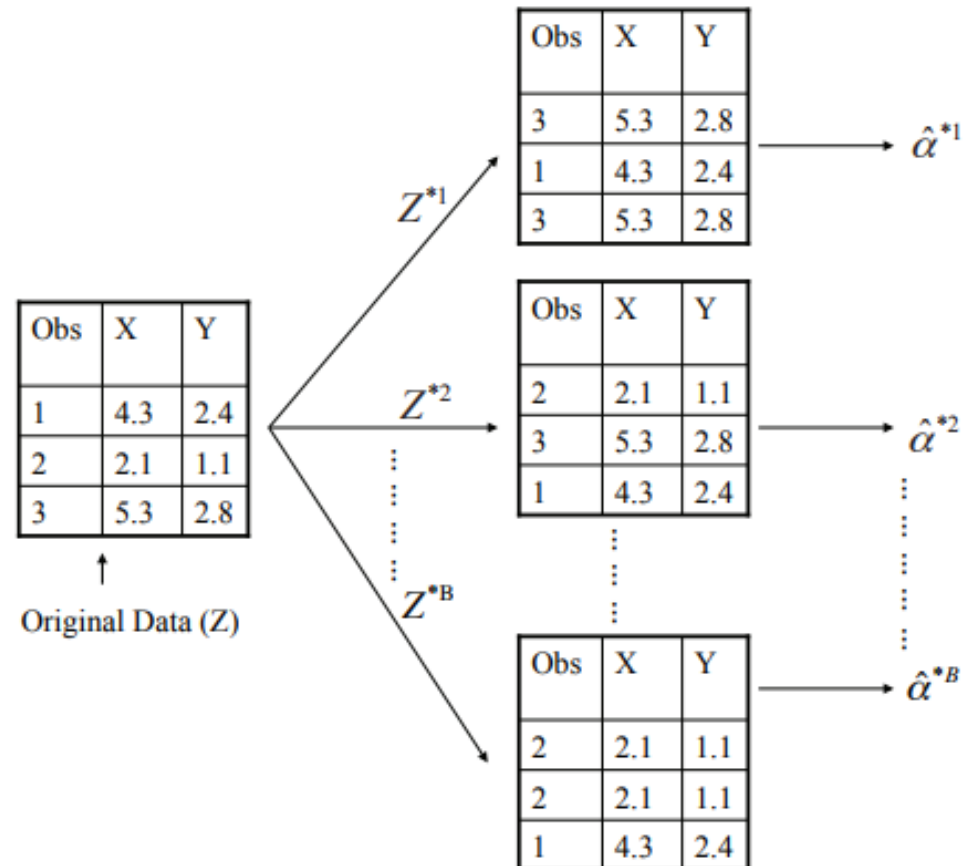 Obs X Y
3 5.3 2.8
1 4.3 2.4
3 5.3 2.8
α̂*1
Z*1
Obs X Y
1 4.3 2.4
2 2.1 1.1
3 5.3 2.8
Original Data (Z)
Z*2
Obs X Y
2 2.1 1.1
3 5.3 2.8
1 4.3 2.4
α̂*2
Z*B
Obs X Y
2 2.1 1.1
2 2.1 1.1
1 4.3 2.4
α̂*B